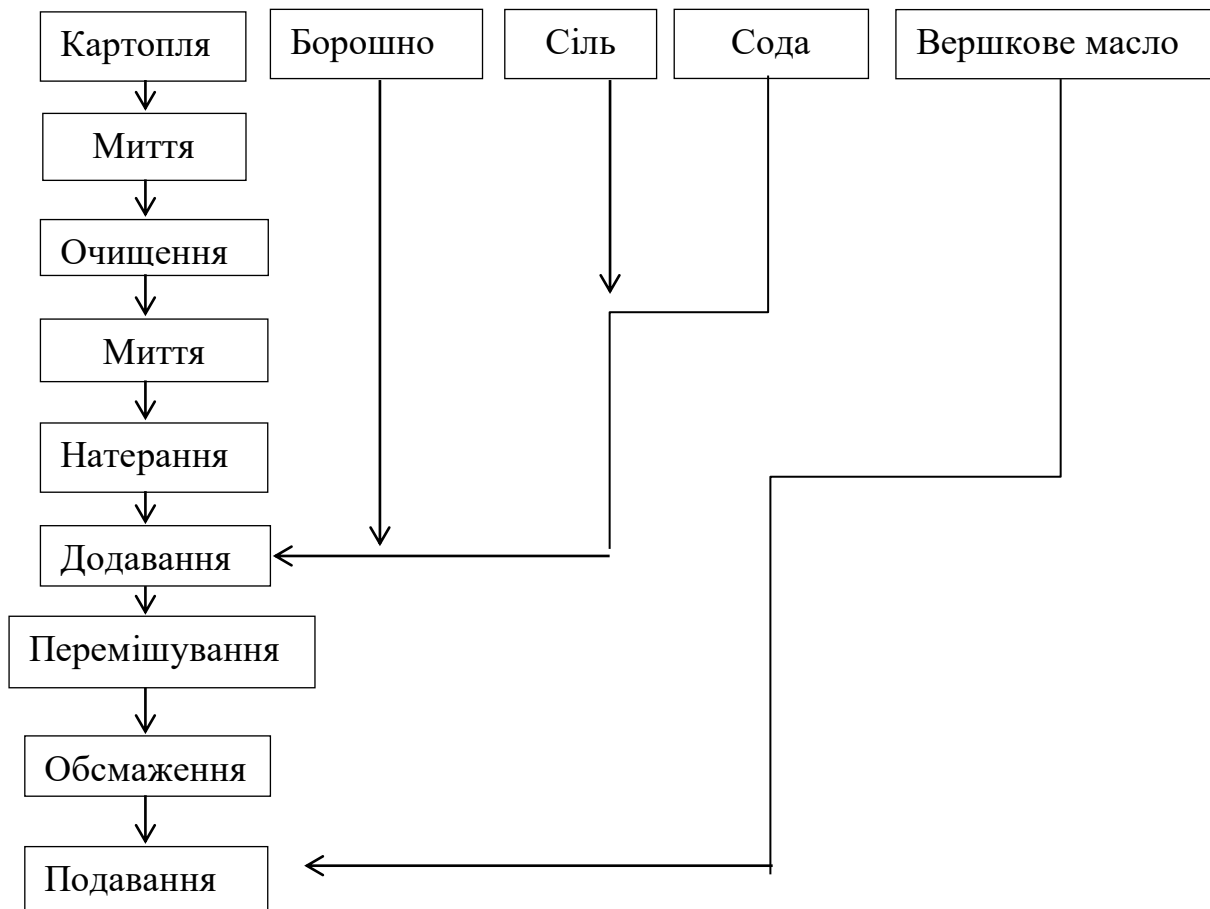 Картопля
Борошно
Сіль
Сода
Вершкове масло
Миття
Очищення
Миття
Натерання
Додавання
Перемішування
Обсмаження
Подавання